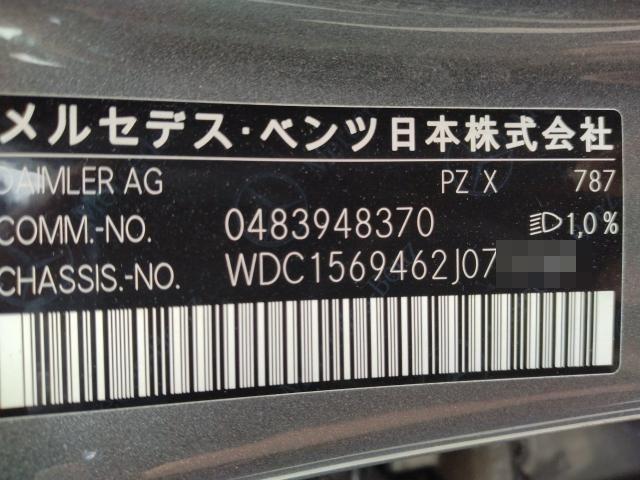 メルセデス・ベンツ日本株式会社
DAIMLER AG PZ X 787
COMM.-NO. 0483948370 1,0 %
CHASSIS.-NO. WDC1569462J07